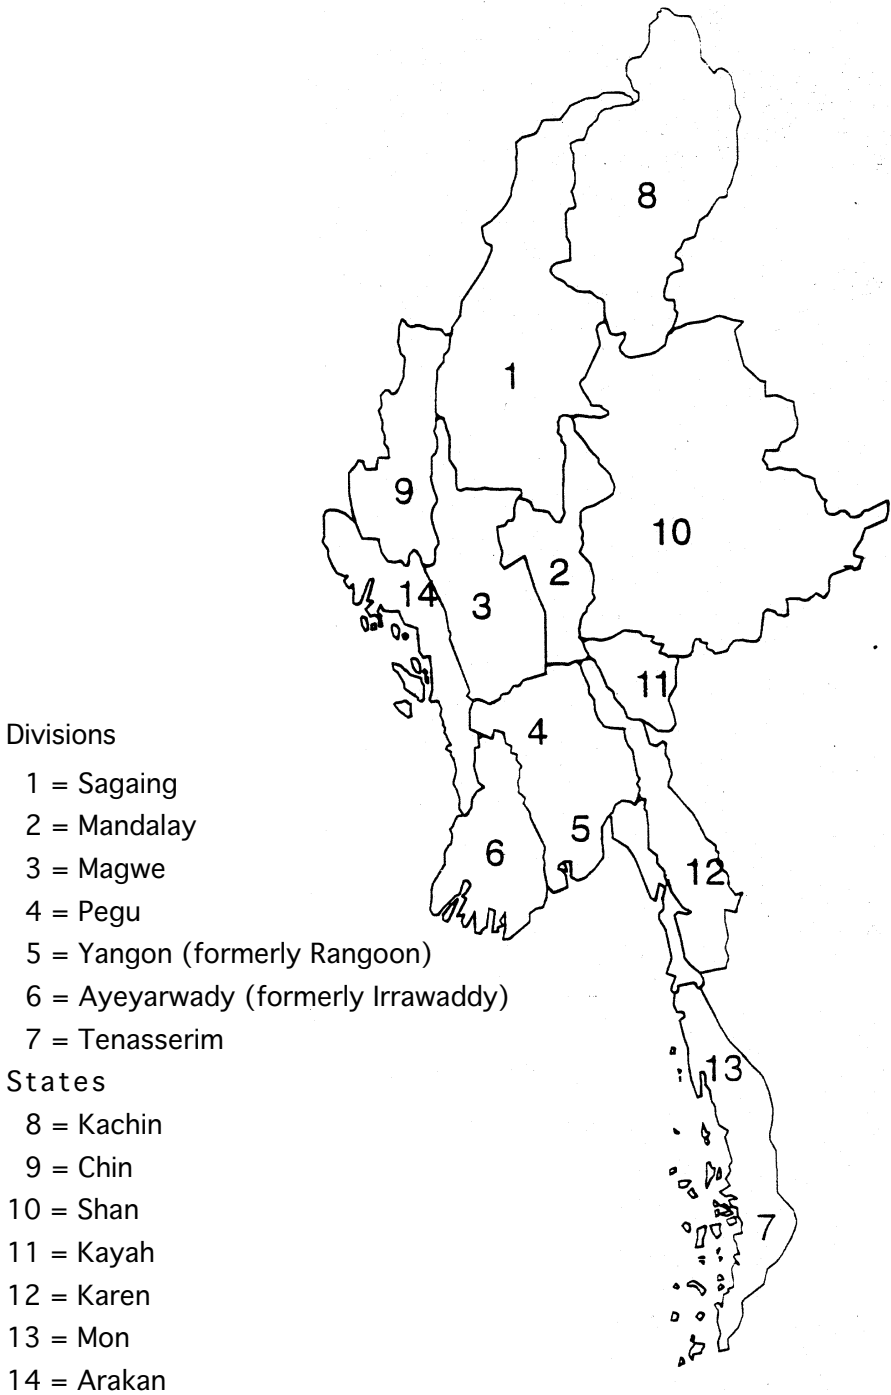 8
1
9
10
2
14
3
11
4
5
6
12
13
7
Divisions
1 = Sagaing
2 = Mandalay
3 = Magwe
4 = Pegu
5 = Yangon (formerly Rangoon)
6 = Ayeyarwady (formerly Irrawaddy)
7 = Tenasserim
States
8 = Kachin
9 = Chin
10 = Shan
11 = Kayah
12 = Karen
13 = Mon
14 = Arakan